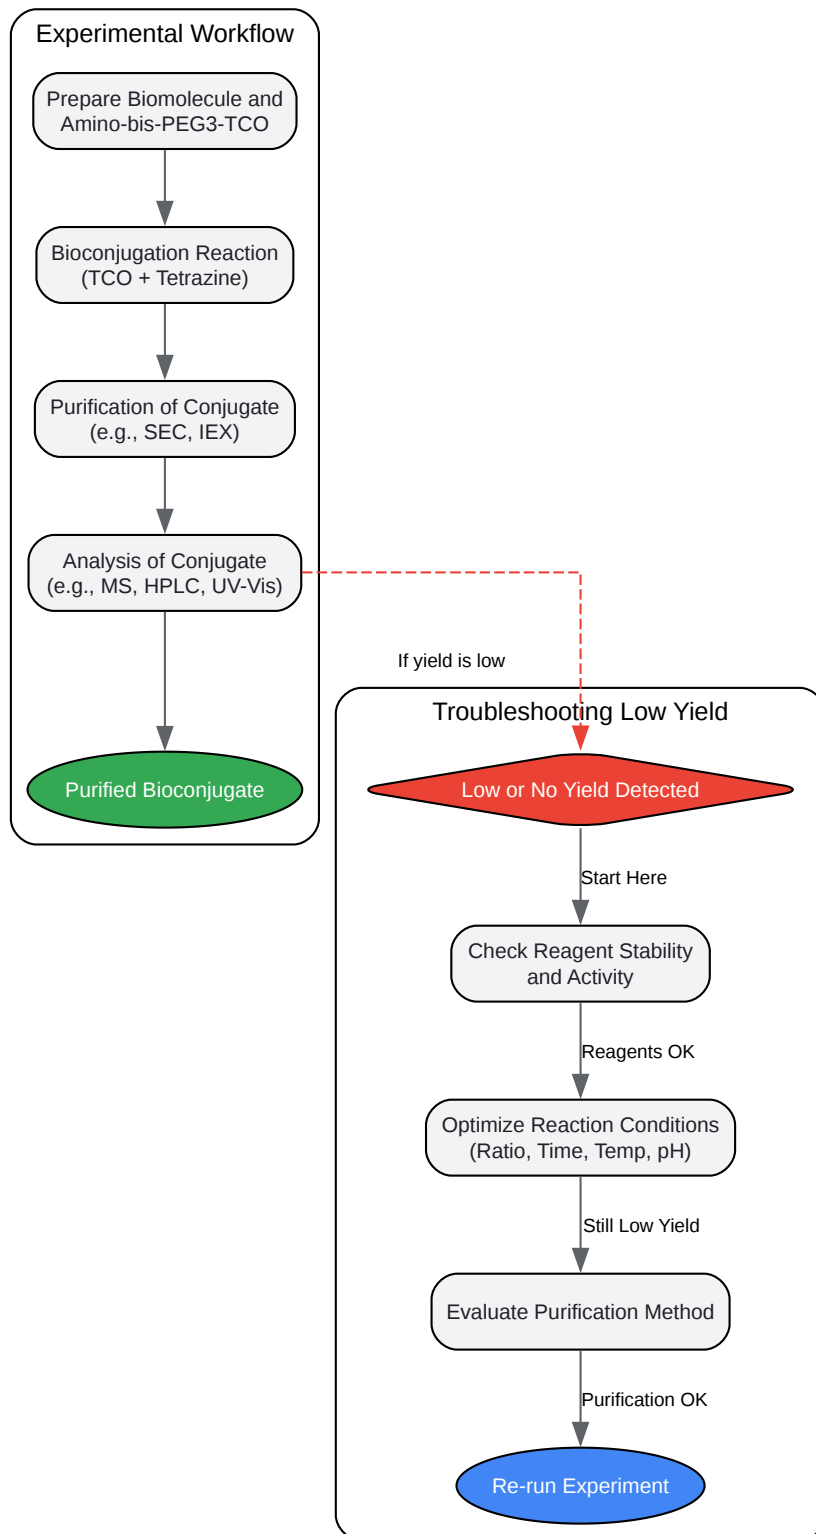 Experimental Workflow
Prepare Biomolecule and
Amino-bis-PEG3-TCO
Bioconjugation Reaction
(TCO + Tetrazine)
Purification of Conjugate
(e.g., SEC, IEX)
Analysis of Conjugate
(e.g., MS, HPLC, UV-Vis)
Purified Bioconjugate
If yield is low
Troubleshooting Low Yield
Low or No Yield Detected
Start Here
Check Reagent Stability
and Activity
Reagents OK
Optimize Reaction Conditions
(Ratio, Time, Temp, pH)
Still Low Yield
Evaluate Purification Method
Purification OK
Re-run Experiment